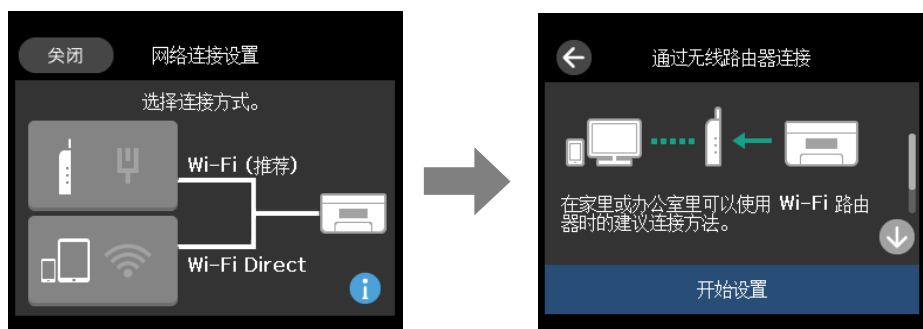 关闭
网络连接设置
选择连接方式。
Wi-Fi (推荐)
Wi-Fi Direct
通过无线路由器连接
在家里或办公室里可以使用 Wi-Fi 路由
器时的建议连接方法。
开始设置